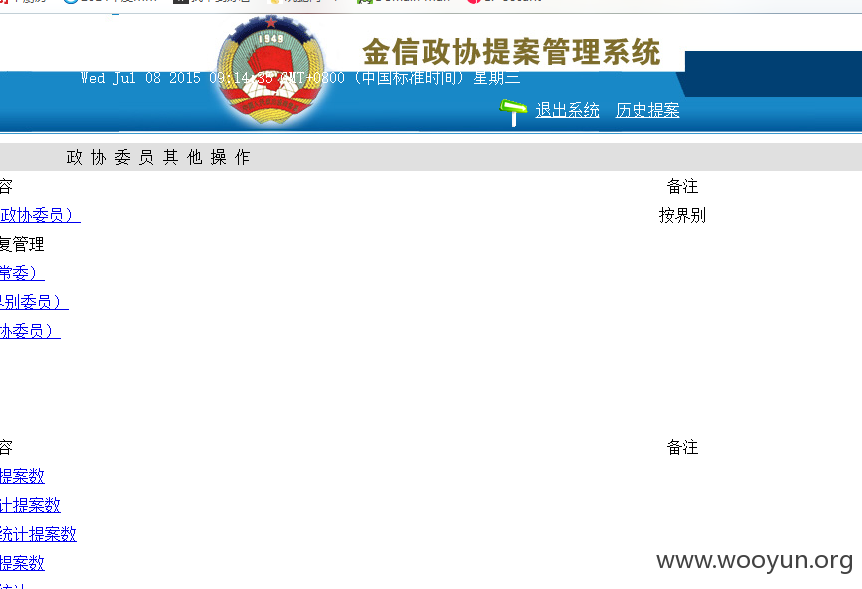 1949
金信政协提案管理系统
Wed Jul 08 2015 09:14:35 GMT-0800 (中国标准时间) 星期三
退出系统 历史提案
政协委员其他操作
容 备注
政协委员） 按界别
复管理
常委）
别委员）
协委员）
容 备注
提案数
计提案数
统计提案数
提案数
www.wooyun.org